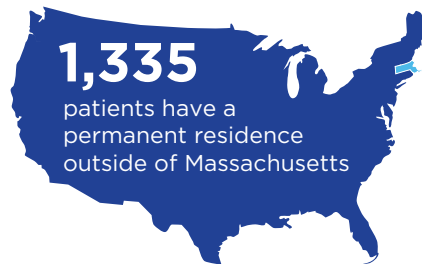 1,335
patients have a
permanent residence
outside of Massachusetts